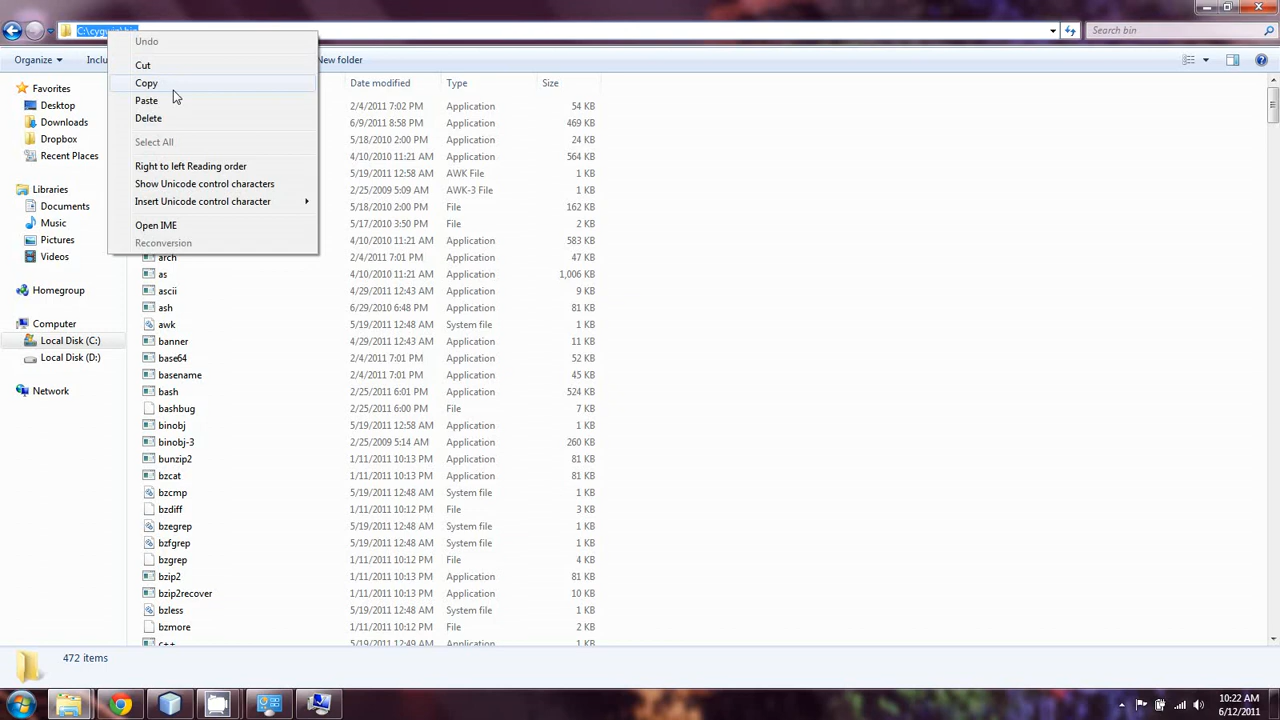 C:\cygwin\bin
Search bin
Undo
Cut
Copy
Paste
Delete
Select All
Right to left Reading order
Show Unicode control characters
Insert Unicode control character
Open IME
Reconversion
Organize Inclu New folder
Date modified Type Size
Favorites
Desktop
Downloads
Dropbox
Recent Places
Libraries
Documents
Music
Pictures
Videos
Homegroup
Computer
Local Disk (C:)
Local Disk (D:)
Network
2/4/2011 7:02 PM Application 54 KB
6/9/2011 8:58 PM Application 469 KB
5/18/2010 2:00 PM Application 24 KB
4/10/2010 11:21 AM Application 564 KB
5/19/2011 12:58 AM AWK File 1 KB
2/25/2009 5:09 AM AWK-3 File 2 KB
5/18/2010 2:00 PM File 162 KB
5/17/2010 3:50 PM File 2 KB
4/10/2010 11:21 AM Application 583 KB
arch 2/4/2011 7:01 PM Application 47 KB
as 4/10/2010 11:21 AM Application 1,006 KB
ascii 4/29/2011 12:43 AM Application 9 KB
ash 6/29/2010 6:48 PM Application 81 KB
awk 5/19/2011 12:48 AM System file 1 KB
banner 4/29/2011 12:43 AM Application 11 KB
base64 2/4/2011 7:01 PM Application 52 KB
basename 2/4/2011 7:01 PM Application 45 KB
bash 2/25/2011 6:01 PM Application 524 KB
bashbug 2/25/2011 6:00 PM File 7 KB
binobj 5/19/2011 12:58 AM Application 1 KB
binobj-3 2/25/2009 5:14 AM Application 260 KB
bunzip2 1/11/2011 10:13 PM Application 81 KB
bzcat 1/11/2011 10:13 PM Application 81 KB
bzcmp 5/19/2011 12:48 AM System file 1 KB
bzdiff 1/11/2011 10:12 PM File 3 KB
bzegrep 5/19/2011 12:48 AM System file 1 KB
bzfgrep 5/19/2011 12:48 AM System file 1 KB
bzgrep 1/11/2011 10:12 PM File 4 KB
bzip2 1/11/2011 10:13 PM Application 81 KB
bzip2recover 1/11/2011 10:13 PM Application 10 KB
bzless 5/19/2011 12:48 AM System file 1 KB
bzmore 1/11/2011 10:12 PM File 2 KB
c++ 5/19/2011 12:49 AM Application 1 KB
472 items
10:22 AM
6/12/2011